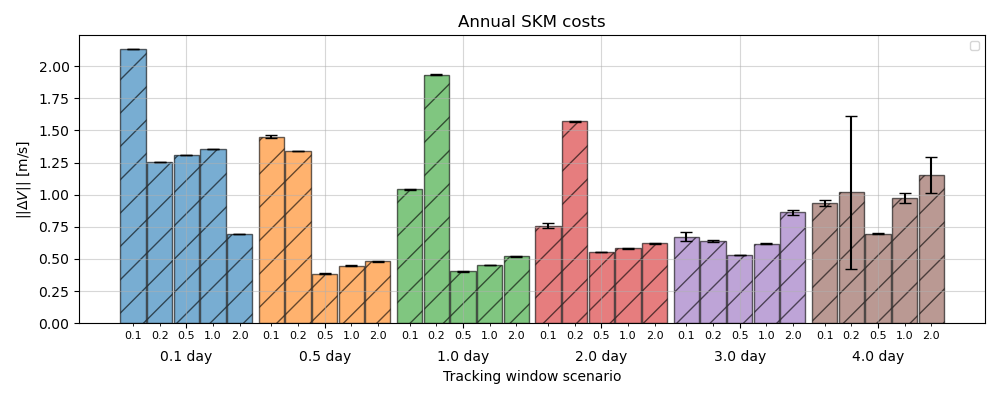 Annual SKM costs
||ΔV|| [m/s]
2.00
1.75
1.50
1.25
1.00
0.75
0.50
0.25
0.00
0.1 0.2 0.5 1.0 2.0 0.1 0.2 0.5 1.0 2.0 0.1 0.2 0.5 1.0 2.0 0.1 0.2 0.5 1.0 2.0 0.1 0.2 0.5 1.0 2.0 0.1 0.2 0.5 1.0 2.0
0.1 day 0.5 day 1.0 day 2.0 day 3.0 day 4.0 day
Tracking window scenario